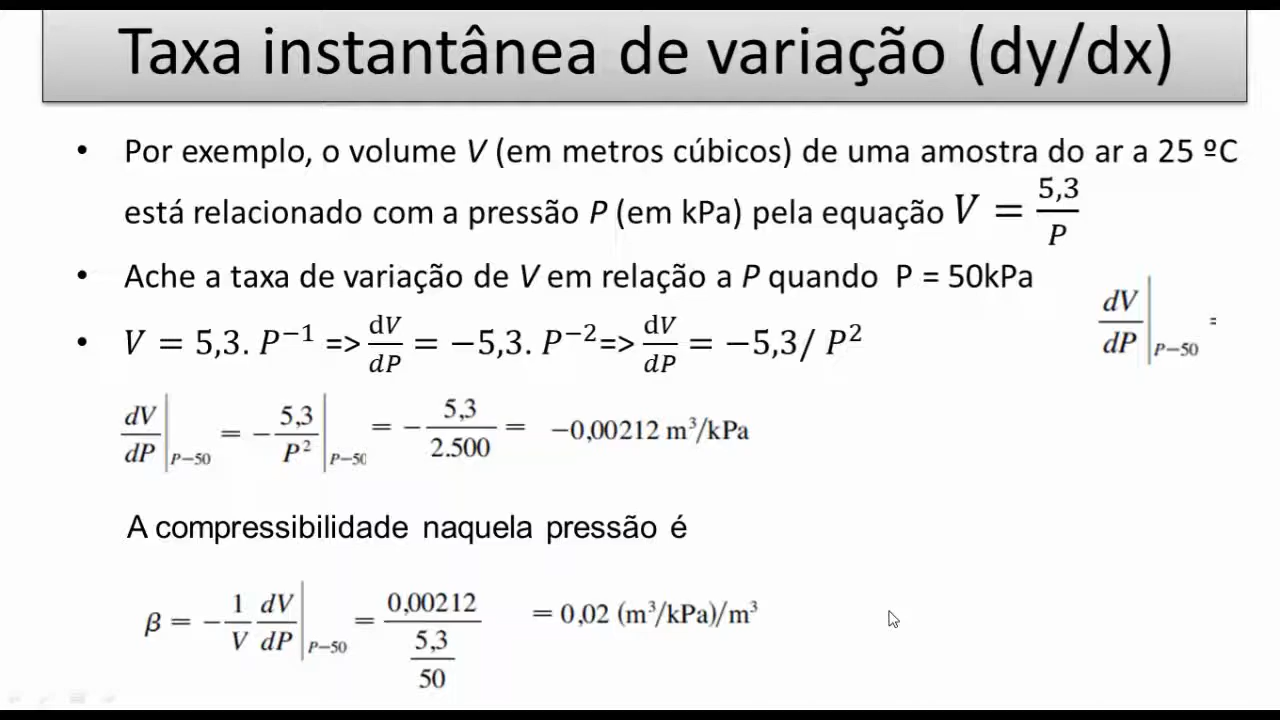 Taxa instantânea de variação (dy/dx)
• Por exemplo, o volume V (em metros cúbicos) de uma amostra do ar a 25 ºC
está relacionado com a pressão P (em kPa) pela equação V = 5,3/P
• Ache a taxa de variação de V em relação a P quando P = 50kPa
dV/dP|P–50 =
• V = 5,3. P⁻¹ => dV/dP = −5,3. P⁻² => dV/dP = −5,3/ P²
dV/dP|P–50 = − 5,3/P²|P–50 = − 5,3/2.500 = −0,00212 m³/kPa
A compressibilidade naquela pressão é
β = − 1/V dV/dP|P–50 = 0,00212/(5,3/50) = 0,02 (m³/kPa)/m³